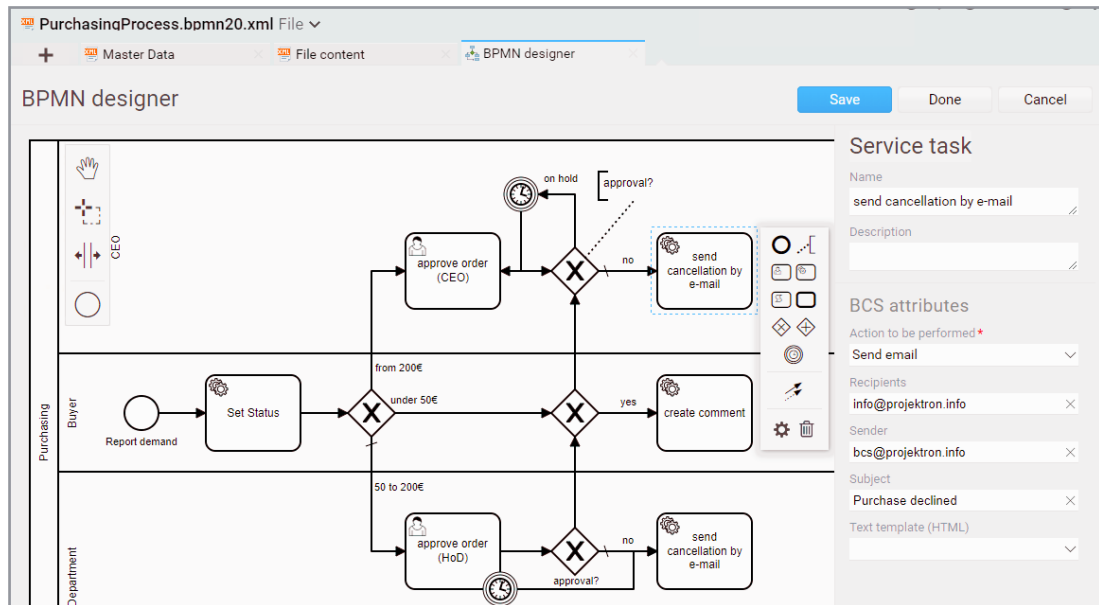 PurchasingProcess.bpmn20.xml File
Master Data
File content
BPMN designer
BPMN designer
Save
Done
Cancel
Service task
Name
send cancellation by e-mail
Description
BCS attributes
Action to be performed *
Send email
Recipients
info@projektron.info
Sender
bcs@projektron.info
Subject
Purchase declined
Text template (HTML)
Purchasing
CEO
on hold
approval?
approve order
(CEO)
no
send
cancellation by
e-mail
Buyer
from 200€
Report demand
Set Status
under 50€
yes
create comment
50 to 200€
Department
approve order
(HoD)
approval?
no
send
cancellation by
e-mail